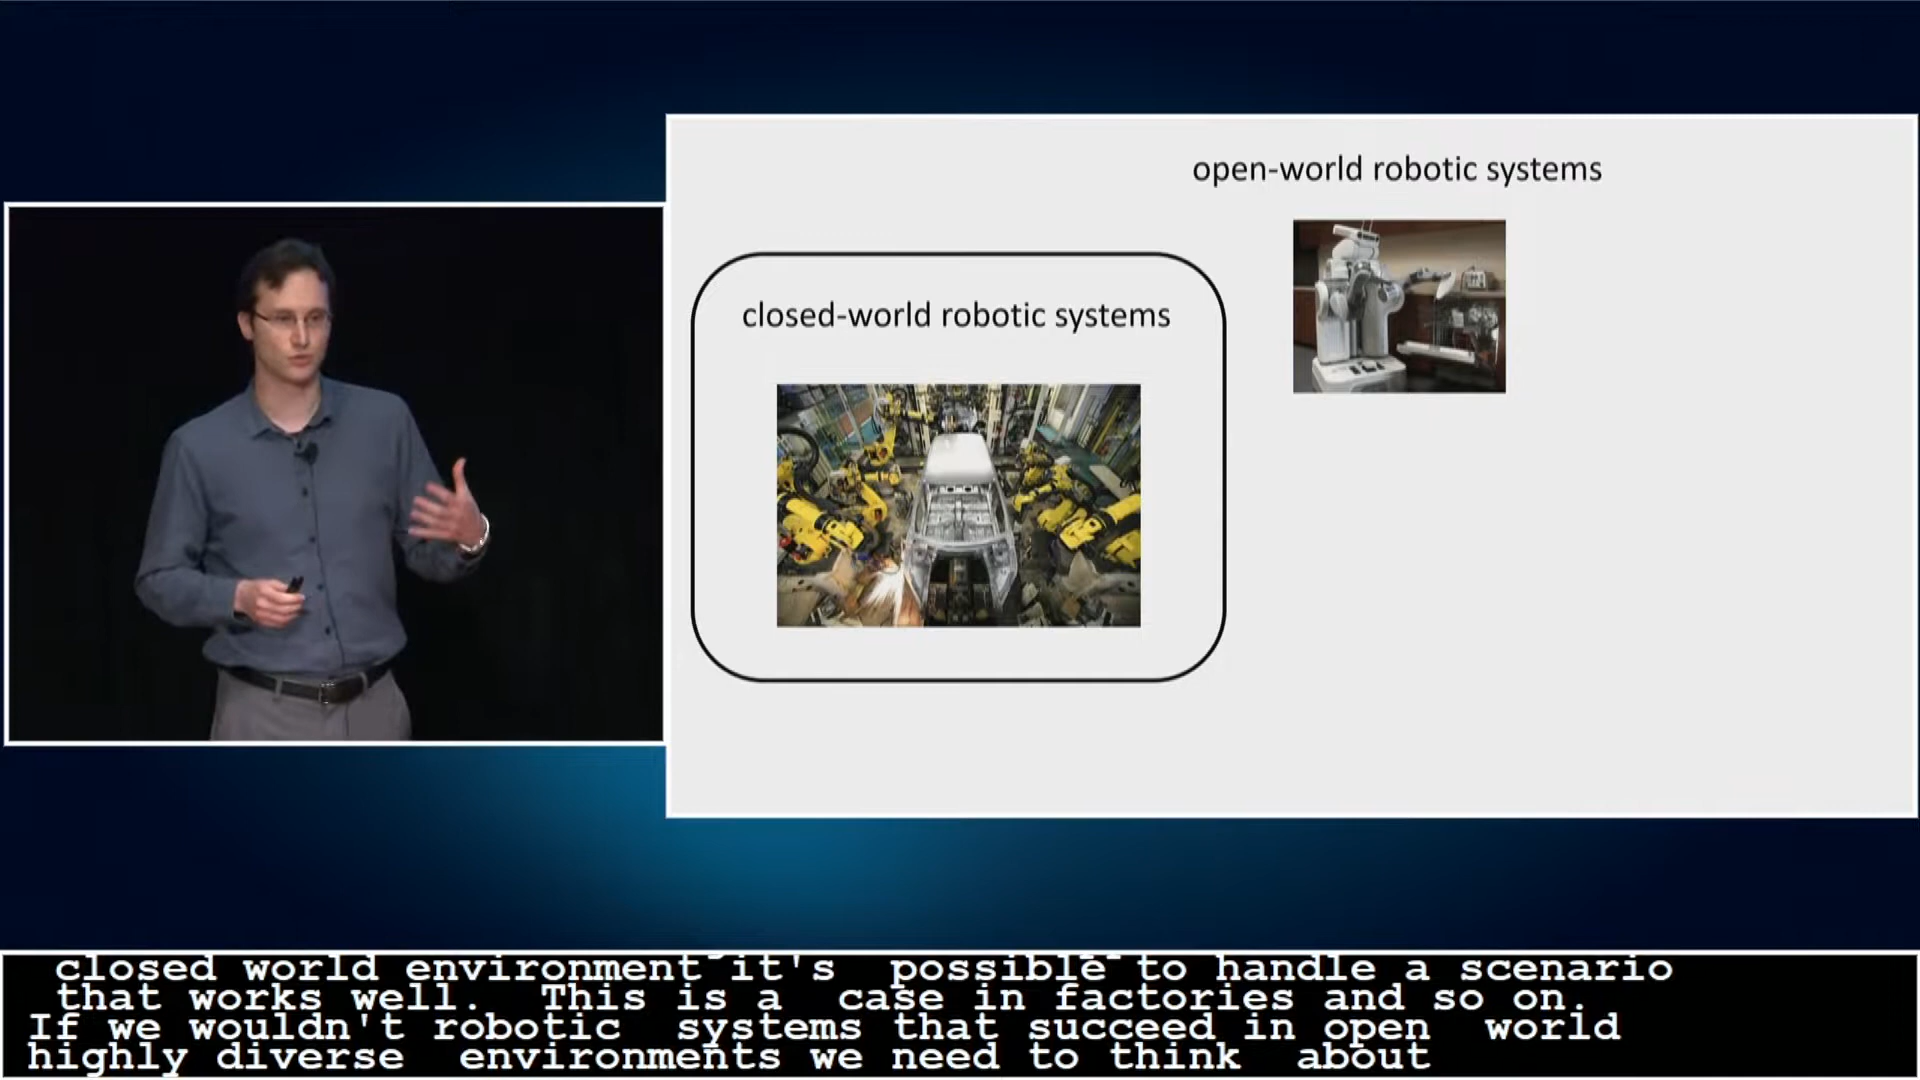 open-world robotic systems
closed-world robotic systems
closed world environment it's possible to handle a scenario
that works well. This is a case in factories and so on.
If we wouldn't robotic systems that succeed in open world
highly diverse environments we need to think about